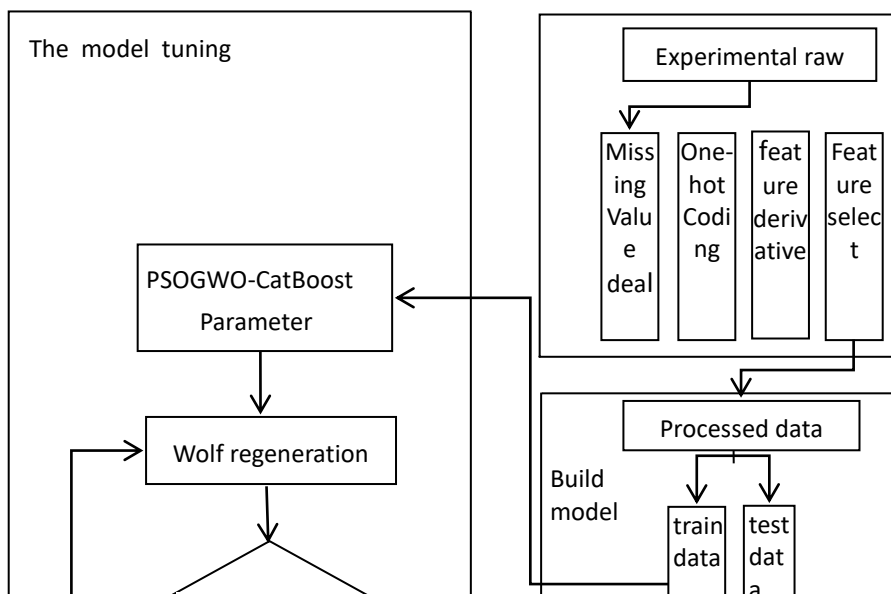 The model tuning
PSOGWO-CatBoost
Parameter
Wolf regeneration
Experimental raw
Miss
ing
Valu
e
deal
One-
hot
Codi
ng
feat
ure
deriv
ative
Feat
ure
selec
t
Processed data
Build
model
train
data
test
dat
a